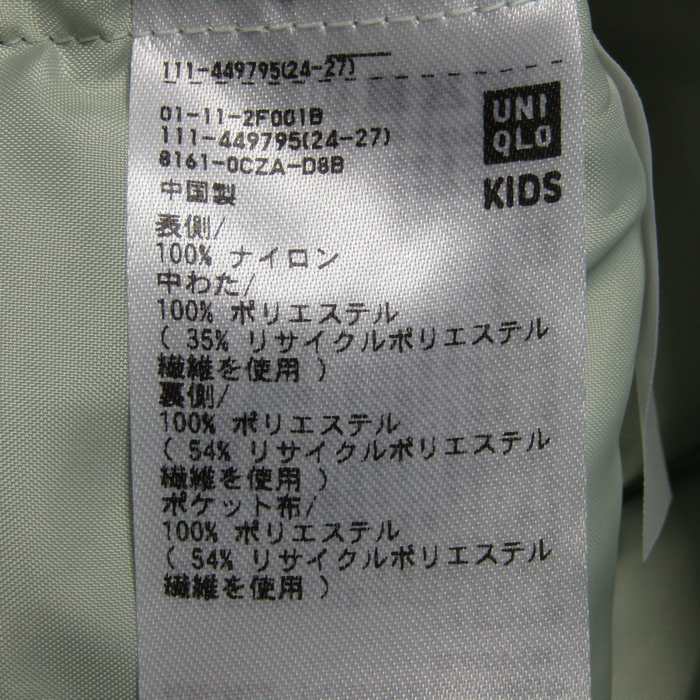 111-449795(24-27)
01-11-2F001B
111-449795(24-27)
8161-0CZA-D8B
中国製
UNI
QLO
KIDS
表側/
100% ナイロン
中わた/
100% ポリエステル
( 35% リサイクルポリエステル
繊維を使用 )
裏側/
100% ポリエステル
( 54% リサイクルポリエステル
繊維を使用 )
ポケット布/
100% ポリエステル
( 54% リサイクルポリエステル
繊維を使用 )